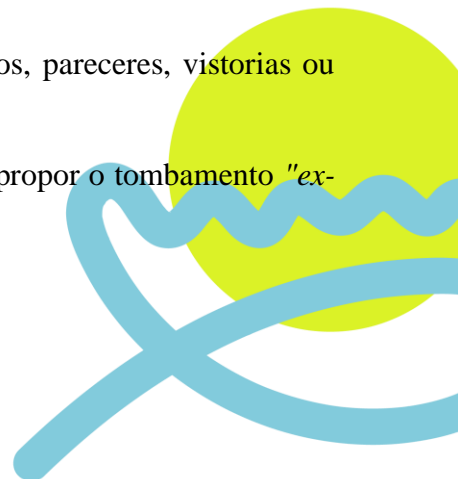 os, pareceres, vistorias ou
propor o tombamento "ex-